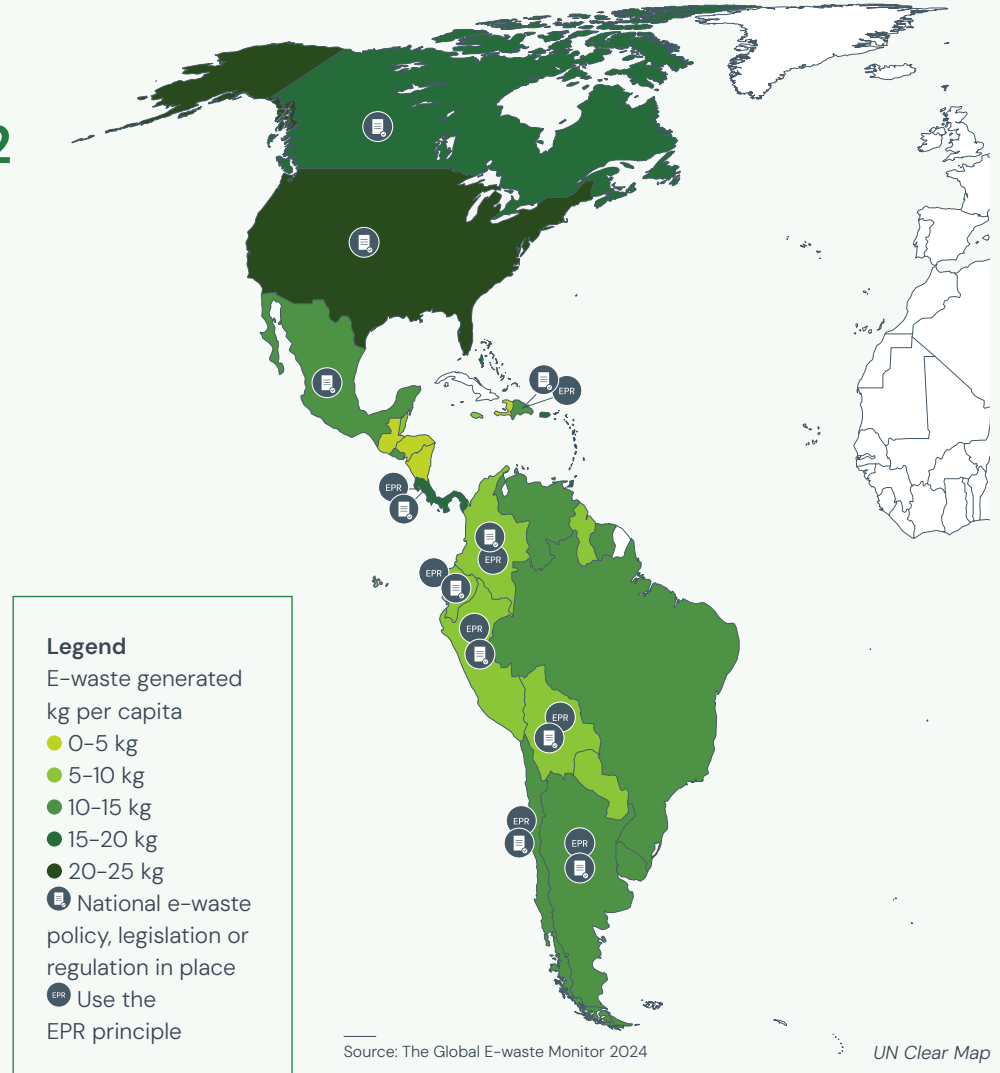 2
EPR
EPR
EPR
EPR
EPR
EPR
EPR
EPR
Legend
E-waste generated
kg per capita
0-5 kg
5-10 kg
10-15 kg
15-20 kg
20-25 kg
National e-waste
policy, legislation or
regulation in place
EPR Use the
EPR principle
Source: The Global E-waste Monitor 2024
UN Clear Map